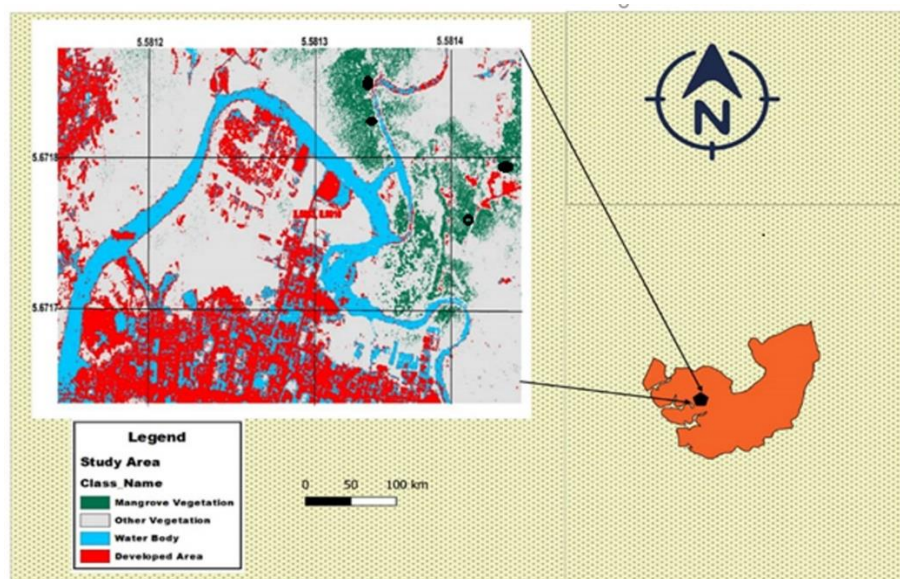 5.5812 5.5813 5.5814
N
5.6718
5.6717
Legend
Study Area
Class_Name
Mangrove Vegetation
Other Vegetation
Water Body
Developed Area
0 50 100 km